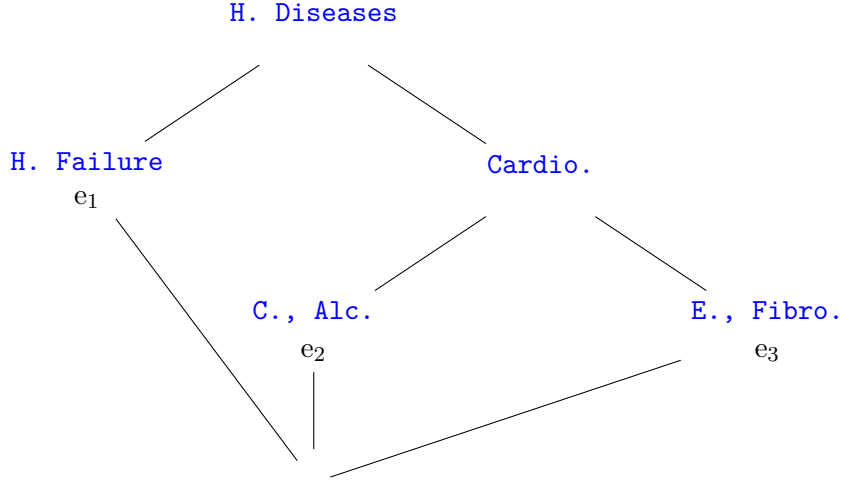 H. Diseases
H. Failure
Cardio.
e₁
C., Alc.
E., Fibro.
e₂
e₃